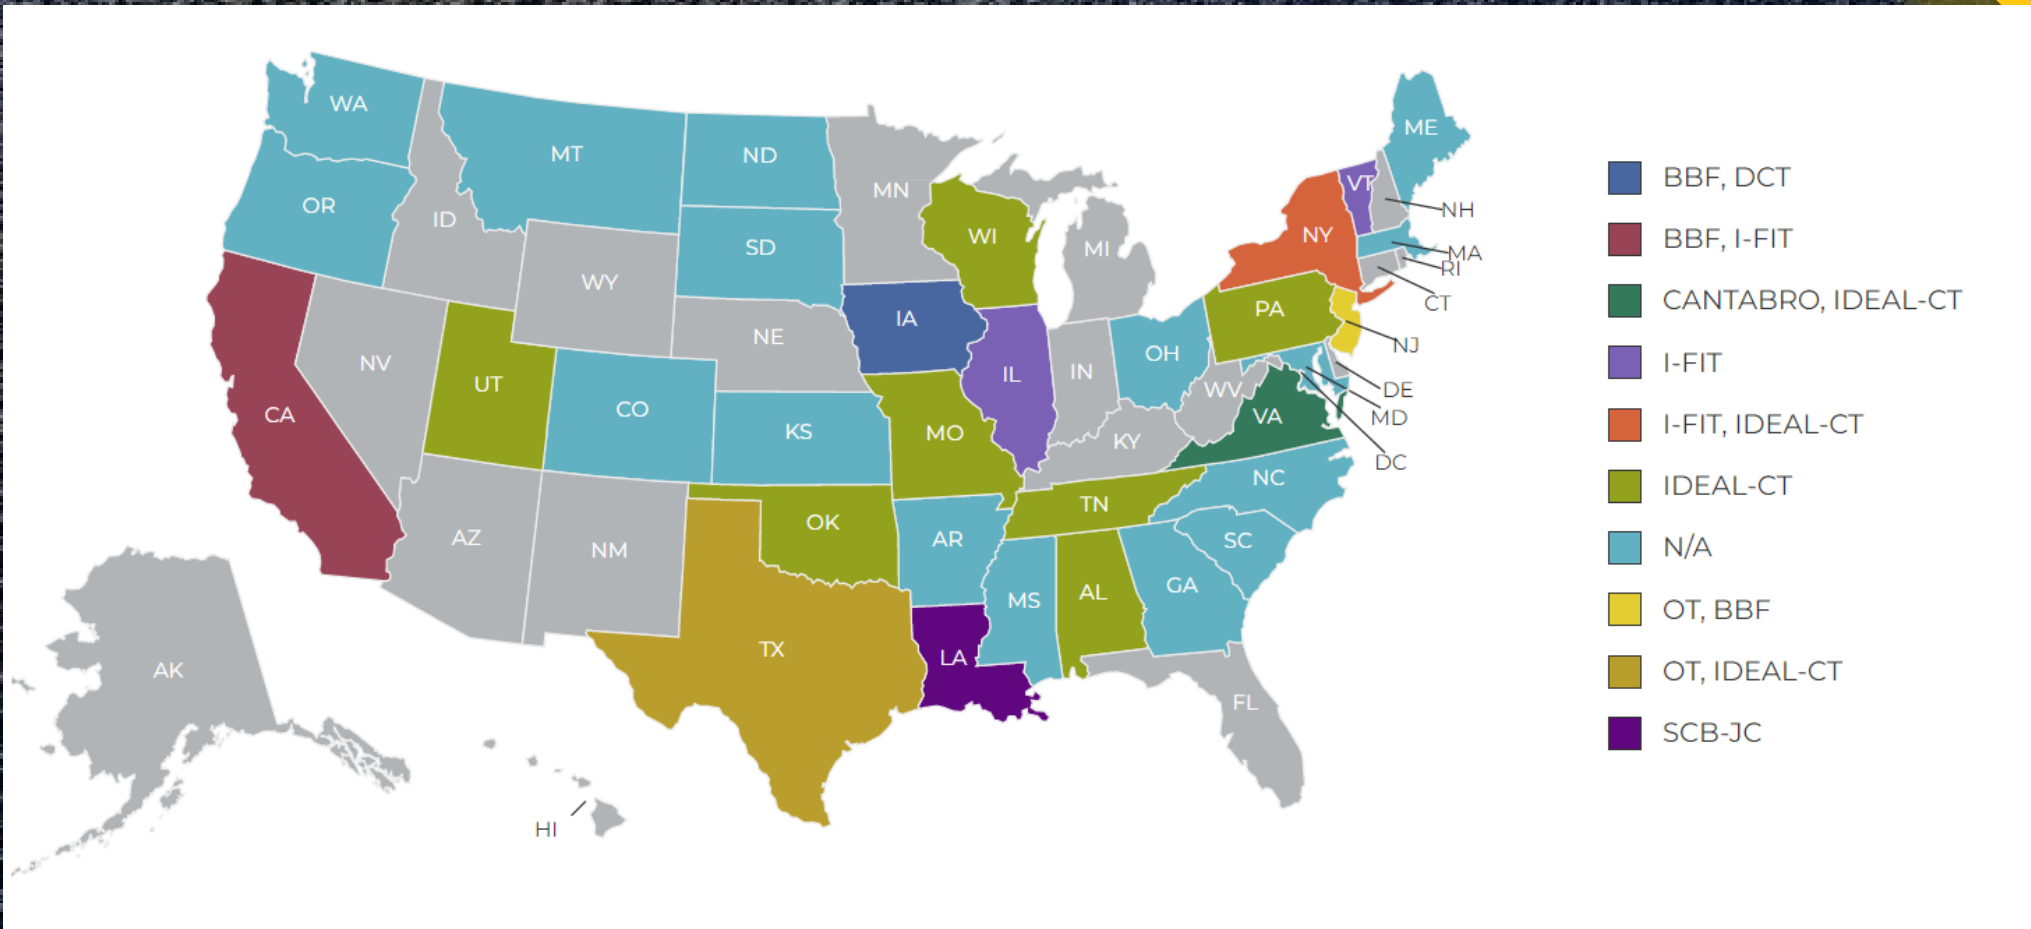 WA
ME
MT
ND
VT
MN
OR
ID
NH
WI
NY
SD
MI
MA
RI
WY
CT
PA
IA
NE
NJ
OH
NV
IN
IL
UT
DE
WV
CO
CA
VA
MD
KS
MO
KY
DC
NC
TN
OK
AZ
AR
SC
NM
GA
AL
MS
TX
LA
AK
FL
HI
BBF, DCT
BBF, I-FIT
CANTABRO, IDEAL-CT
I-FIT
I-FIT, IDEAL-CT
IDEAL-CT
N/A
OT, BBF
OT, IDEAL-CT
SCB-JC